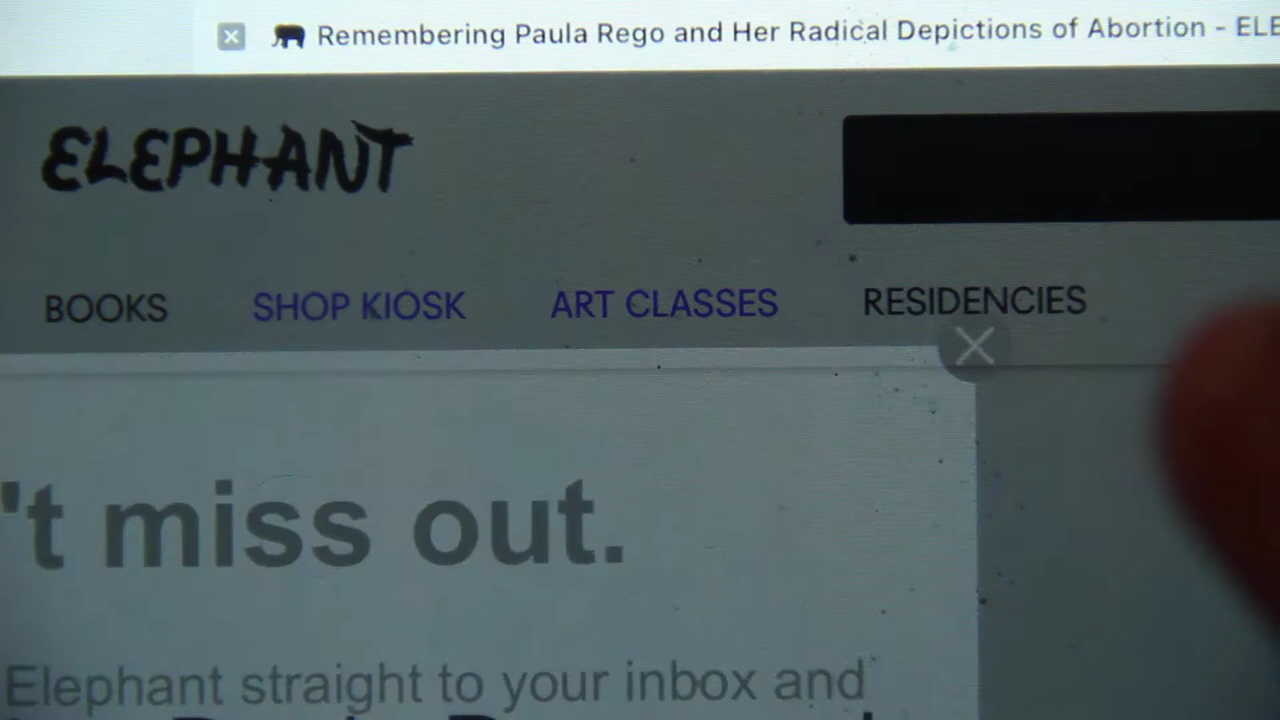 Remembering Paula Rego and Her Radical Depictions of Abortion - ELE
ELEPHANT
BOOKS SHOP KIOSK ART CLASSES RESIDENCIES
't miss out.
Elephant straight to your inbox and